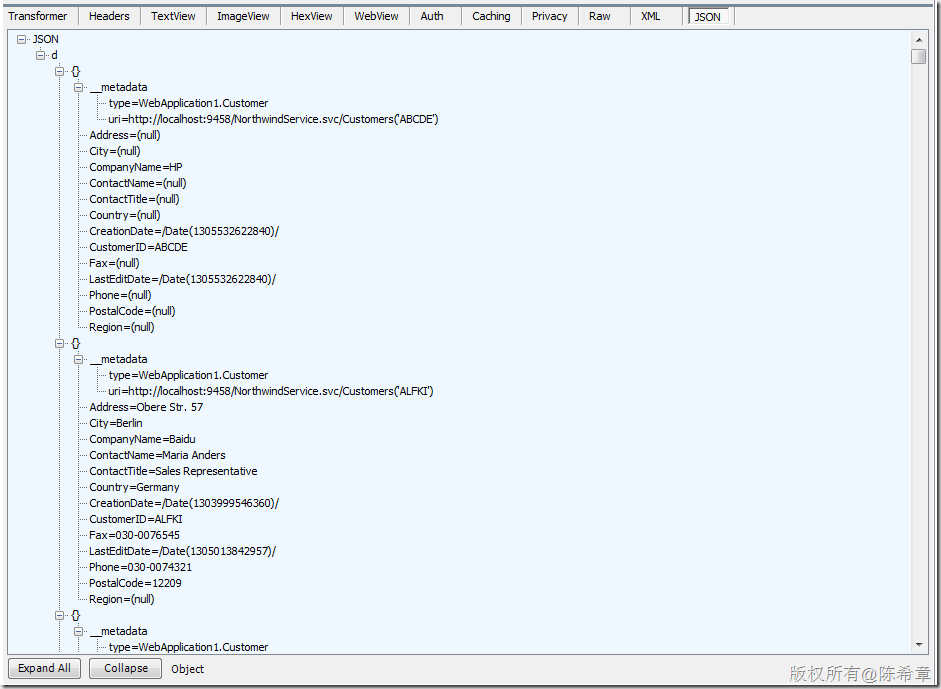 Transformer Headers TextView ImageView HexView WebView Auth Caching Privacy Raw XML JSON
JSON
d
{}
__metadata
type=WebApplication1.Customer
uri=http://localhost:9458/NorthwindService.svc/Customers('ABCDE')
Address=(null)
City=(null)
CompanyName=HP
ContactName=(null)
ContactTitle=(null)
Country=(null)
CreationDate=/Date(1305532622840)/
CustomerID=ABCDE
Fax=(null)
LastEditDate=/Date(1305532622840)/
Phone=(null)
PostalCode=(null)
Region=(null)
{}
__metadata
type=WebApplication1.Customer
uri=http://localhost:9458/NorthwindService.svc/Customers('ALFKI')
Address=Obere Str. 57
City=Berlin
CompanyName=Baidu
ContactName=Maria Anders
ContactTitle=Sales Representative
Country=Germany
CreationDate=/Date(1303999546360)/
CustomerID=ALFKI
Fax=030-0076545
LastEditDate=/Date(1305013842957)/
Phone=030-0074321
PostalCode=12209
Region=(null)
{}
__metadata
type=WebApplication1.Customer
Expand All Collapse Object
版权所有@陈希章